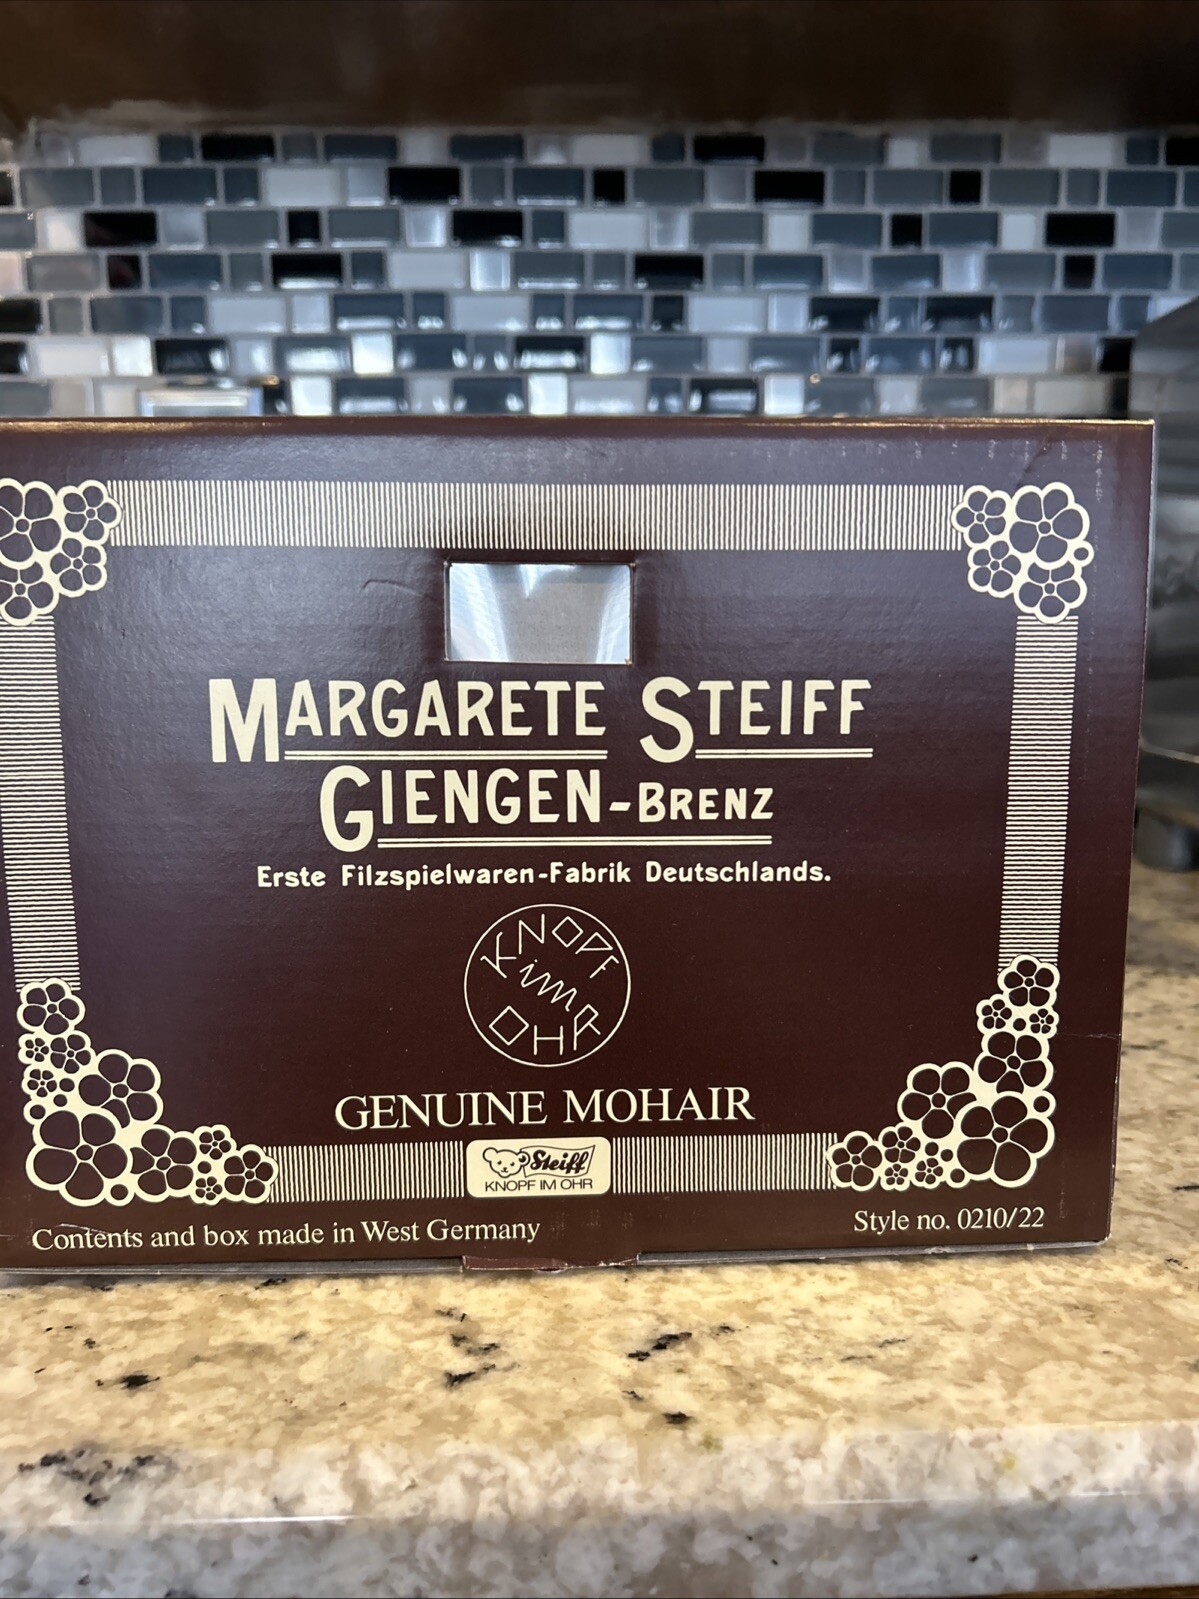 MARGARETE STEIFF
GIENGEN-BRENZ
Erste Filzspielwaren-Fabrik Deutschlands.
KNOPF
im
OHR
GENUINE MOHAIR
Steiff
KNOPF IM OHR
Contents and box made in West Germany
Style no. 0210/22